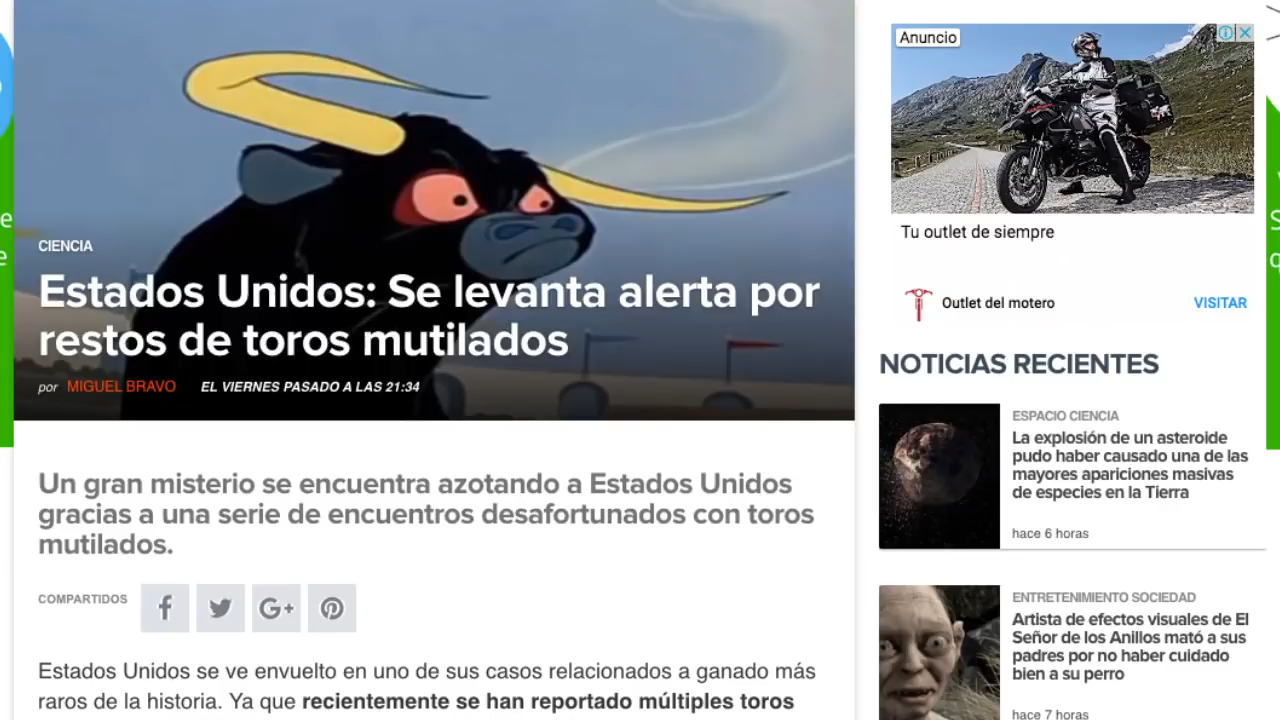 CIENCIA
Estados Unidos: Se levanta alerta por
restos de toros mutilados
por MIGUEL BRAVO EL VIERNES PASADO A LAS 21:34
Un gran misterio se encuentra azotando a Estados Unidos
gracias a una serie de encuentros desafortunados con toros
mutilados.
COMPARTIDOS
G+
Estados Unidos se ve envuelto en uno de sus casos relacionados a ganado más
raros de la historia. Ya que recientemente se han reportado múltiples toros
Anuncio
Tu outlet de siempre
Outlet del motero VISITAR
NOTICIAS RECIENTES
ESPACIO CIENCIA
La explosión de un asteroide
pudo haber causado una de las
mayores apariciones masivas
de especies en la Tierra
hace 6 horas
ENTRETENIMIENTO SOCIEDAD
Artista de efectos visuales de El
Señor de los Anillos mató a sus
padres por no haber cuidado
bien a su perro
hace 7 horas